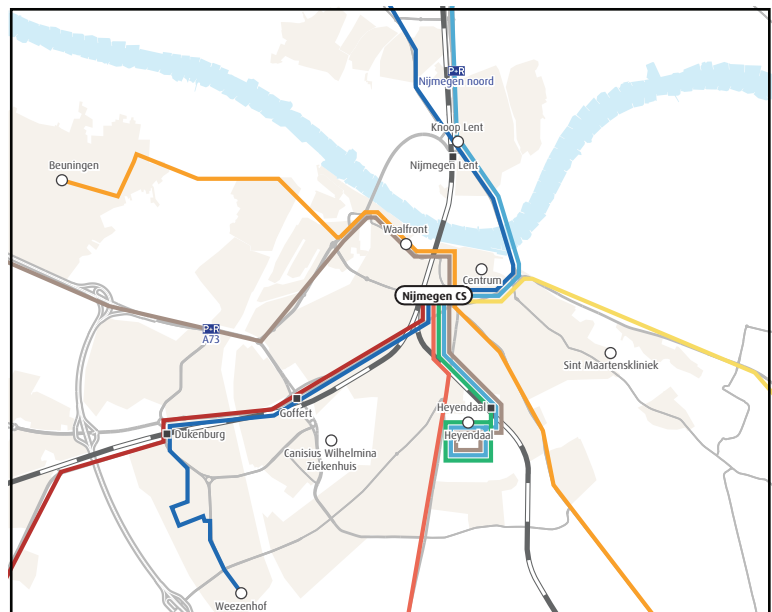 P+R
Nijmegen noord
Knoop Lent
Nijmegen Lent
Beuningen
Waalfront
Centrum
Nijmegen CS
P+R
A73
Sint Maartenskliniek
Goffert
Heyendaal
Heyendaal
Dukenburg
Canisius Wilhelmina
Ziekenhuis
Weezenhof